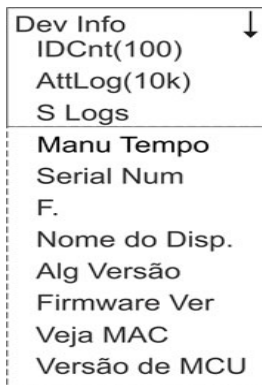 Dev Info ↓
IDCnt(100)
AttLog(10k)
S Logs
Manu Tempo
Serial Num
F.
Nome do Disp.
Alg Versão
Firmware Ver
Veja MAC
Versão de MCU